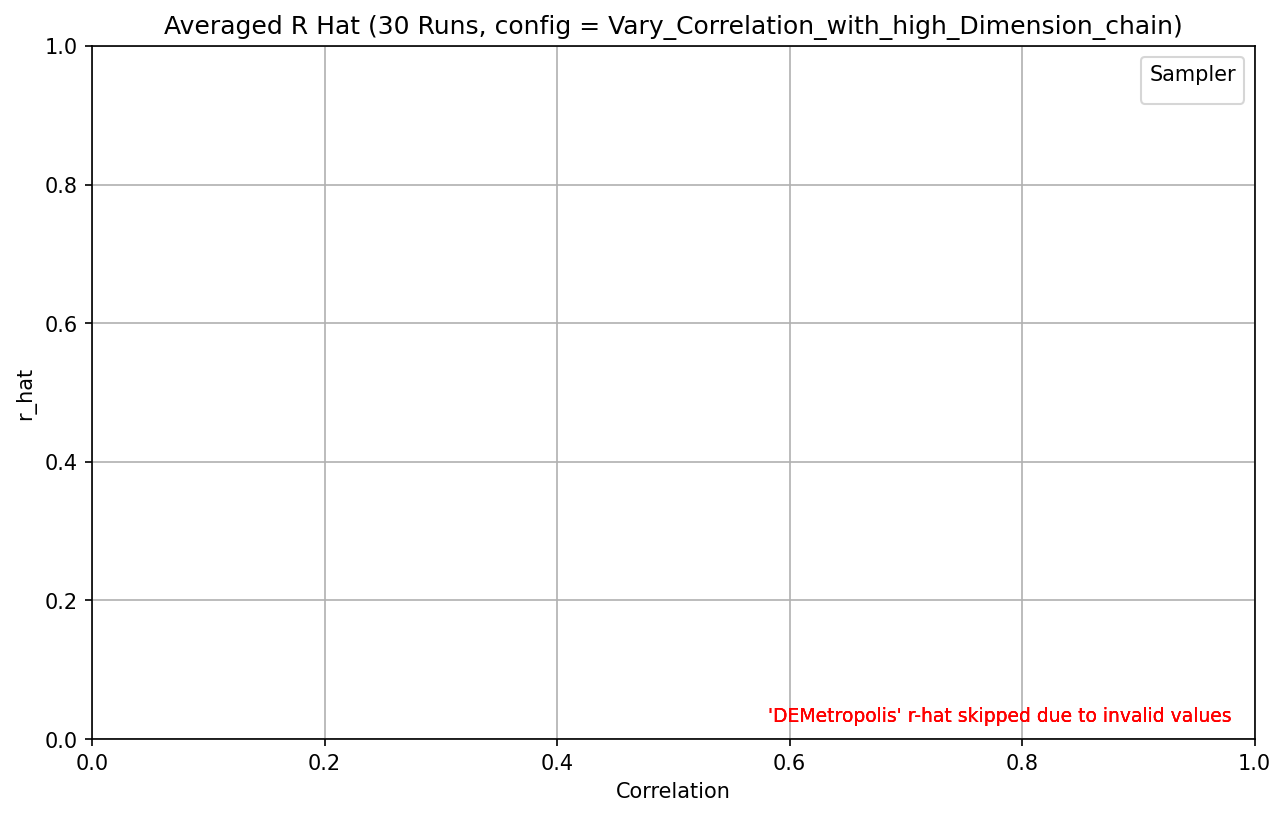 Averaged R Hat (30 Runs, config = Vary_Correlation_with_high_Dimension_chain)
1.0
Sampler
0.8
0.6
r_hat
0.4
0.2
'DEMetropolis' r-hat skipped due to invalid values
0.0
0.0 0.2 0.4 0.6 0.8 1.0
Correlation